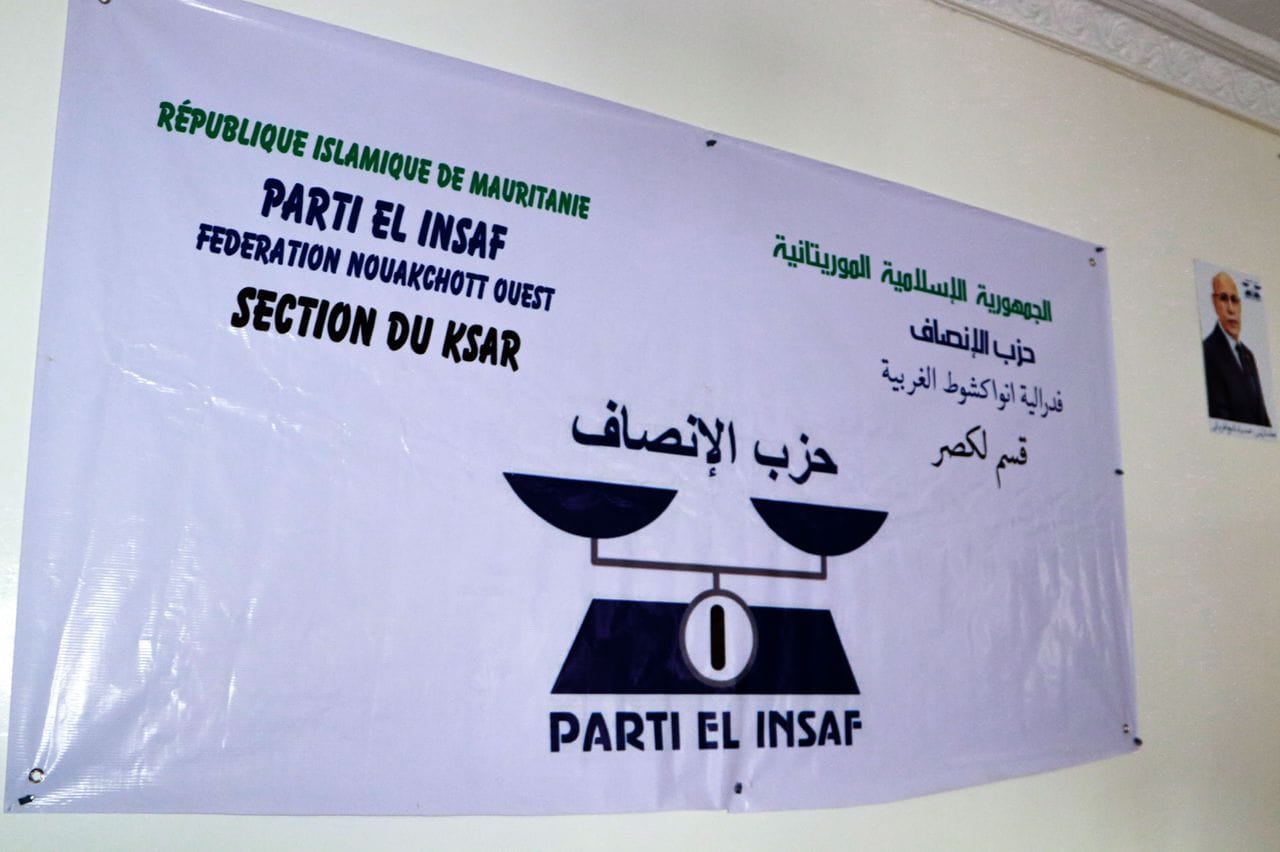 RÉPUBLIQUE ISLAMIQUE DE MAURITANIE
PARTI EL INSAF
FEDERATION NOUAKCHOTT OUEST
SECTION DU KSAR
الجمهورية الإسلامية الموريتانية
حزب الإنصاف
فدرالية انواكشوط الغربية
قسم لكصر
حزب الإنصاف
PARTI EL INSAF